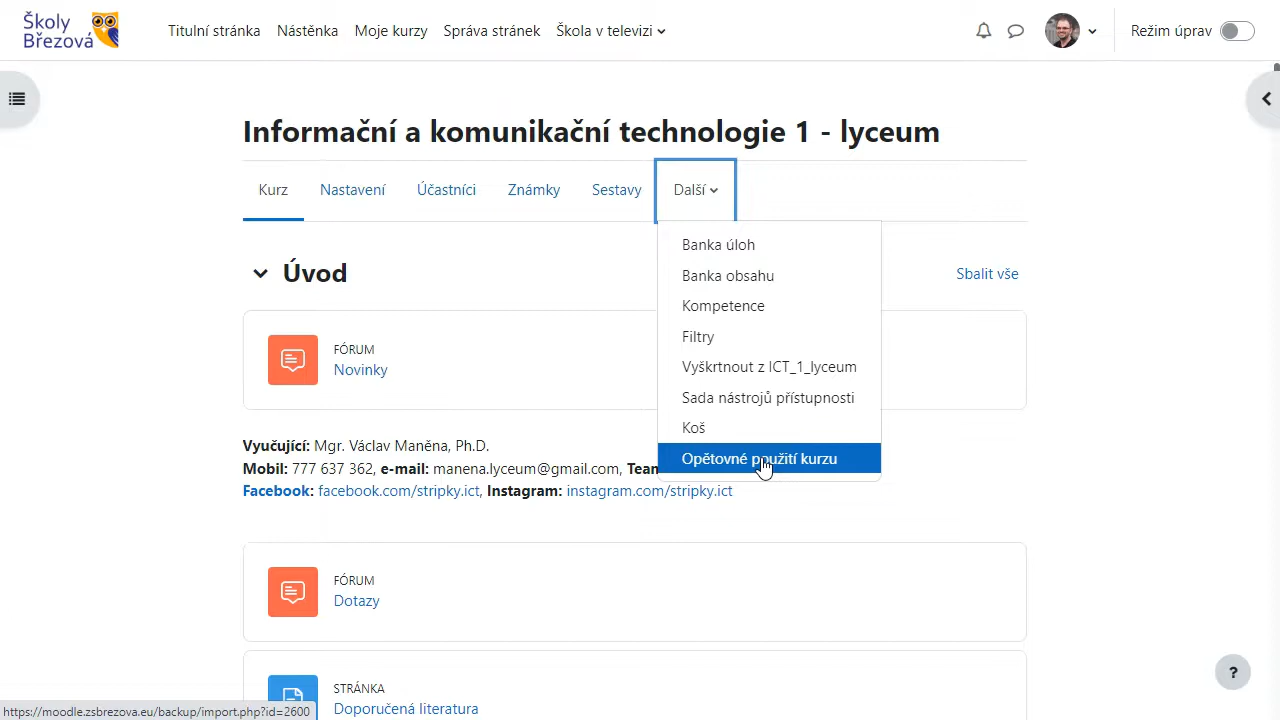 Školy
Březová
Titulní stránka Nástěnka Moje kurzy Správa stránek Škola v televizi
Režim úprav
Informační a komunikační technologie 1 - lyceum
Kurz Nastavení Účastníci Známky Sestavy Další
Banka úloh
Banka obsahu
Kompetence
Filtry
Vyškrtnout z ICT_1_lyceum
Sada nástrojů přístupnosti
Koš
Opětovné použití kurzu
Úvod
Sbalit vše
FÓRUM
Novinky
Vyučující: Mgr. Václav Maněna, Ph.D.
Mobil: 777 637 362, e-mail: manena.lyceum@gmail.com, Team
Facebook: facebook.com/stripky.ict, Instagram: instagram.com/stripky.ict
FÓRUM
Dotazy
STRÁNKA
Doporučená literatura
?
https://moodle.zsbrezova.eu/backup/import.php?id=2600